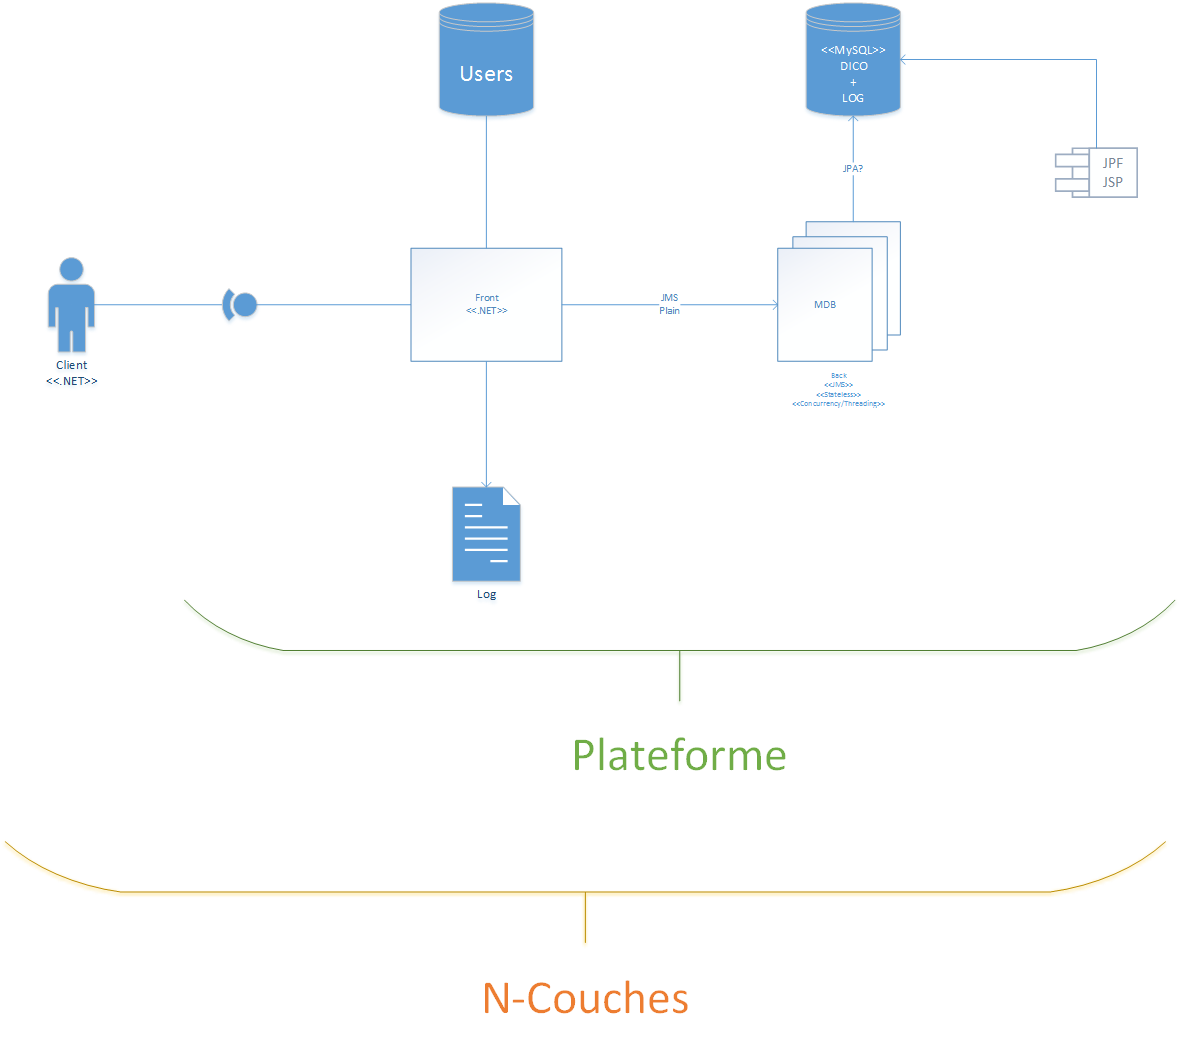 Users
<<MySQL>>
DICO
+
LOG
JPA?
JPF
JSP
Client
<<.NET>>
Front
<<.NET>>
JMS
Plain
MDB
Back
<<JMS>>
<<Stateless>>
<<Concurrency/Threading>>
Log
Plateforme
N-Couches